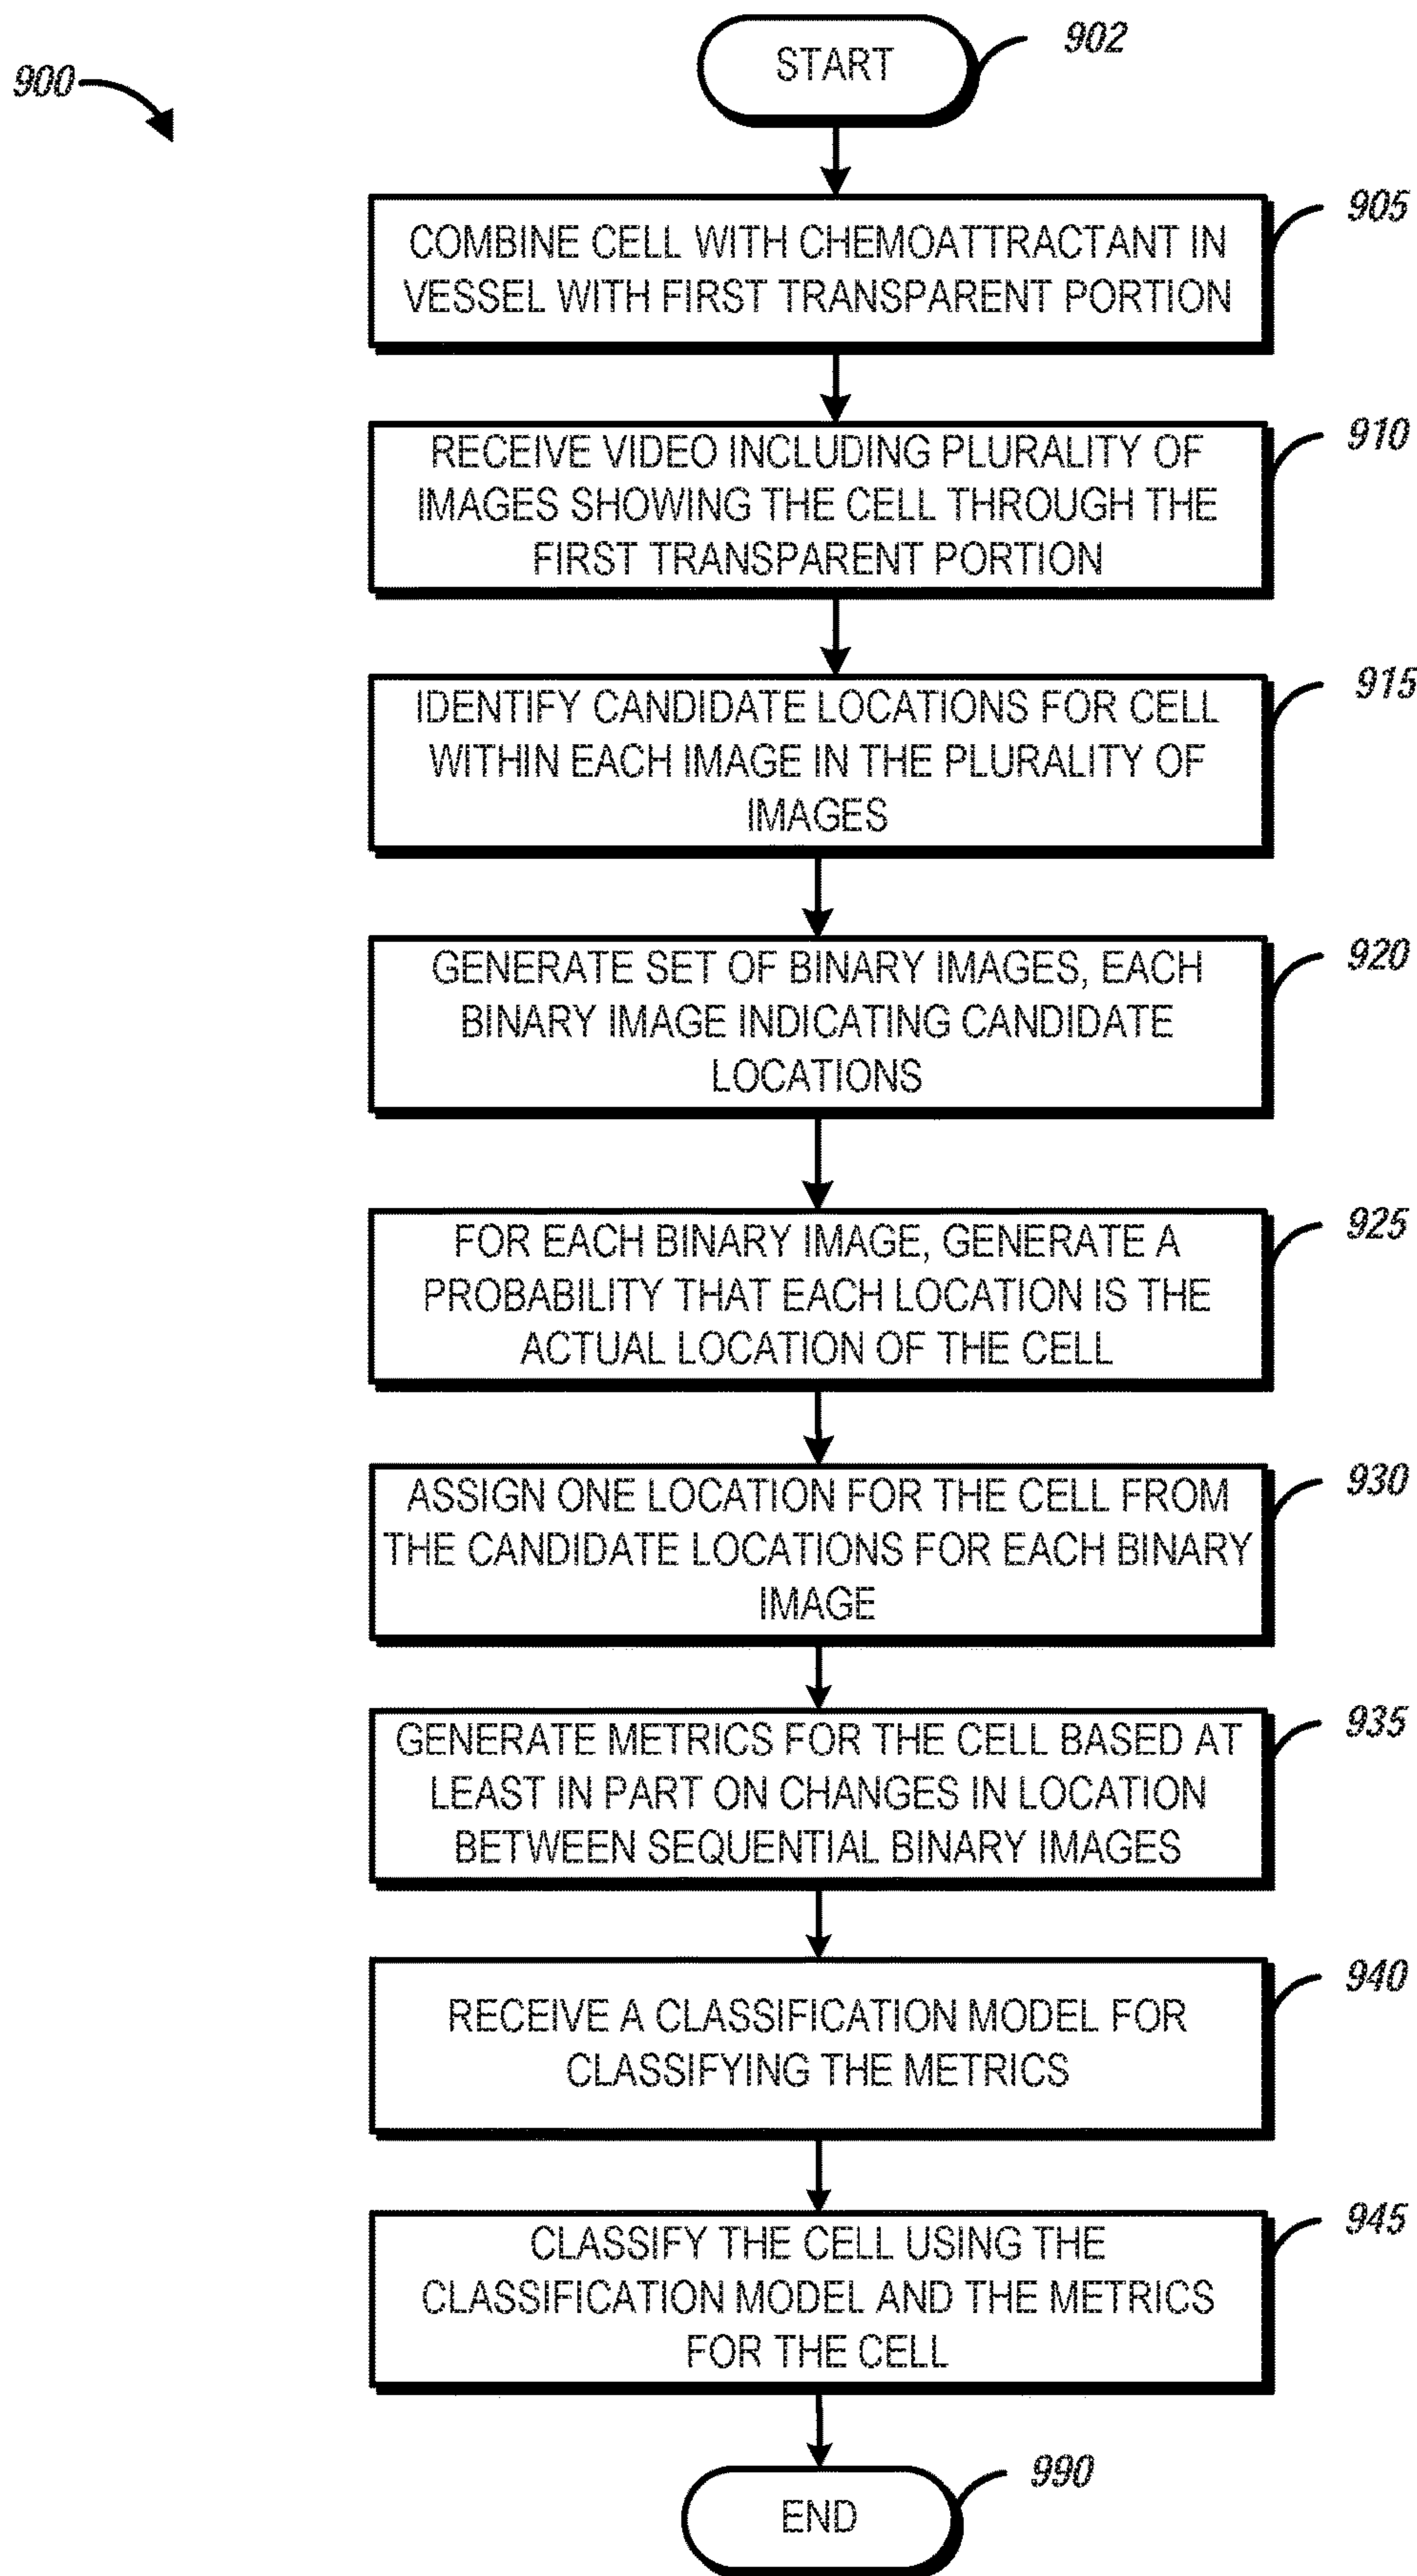 900
START
902
COMBINE CELL WITH CHEMOATTRACTANT IN
VESSEL WITH FIRST TRANSPARENT PORTION
905
RECEIVE VIDEO INCLUDING PLURALITY OF
IMAGES SHOWING THE CELL THROUGH THE
FIRST TRANSPARENT PORTION
910
IDENTIFY CANDIDATE LOCATIONS FOR CELL
WITHIN EACH IMAGE IN THE PLURALITY OF
IMAGES
915
GENERATE SET OF BINARY IMAGES, EACH
BINARY IMAGE INDICATING CANDIDATE
LOCATIONS
920
FOR EACH BINARY IMAGE, GENERATE A
PROBABILITY THAT EACH LOCATION IS THE
ACTUAL LOCATION OF THE CELL
925
ASSIGN ONE LOCATION FOR THE CELL FROM
THE CANDIDATE LOCATIONS FOR EACH BINARY
IMAGE
930
GENERATE METRICS FOR THE CELL BASED AT
LEAST IN PART ON CHANGES IN LOCATION
BETWEEN SEQUENTIAL BINARY IMAGES
935
RECEIVE A CLASSIFICATION MODEL FOR
CLASSIFYING THE METRICS
940
CLASSIFY THE CELL USING THE
CLASSIFICATION MODEL AND THE METRICS
FOR THE CELL
945
END
990